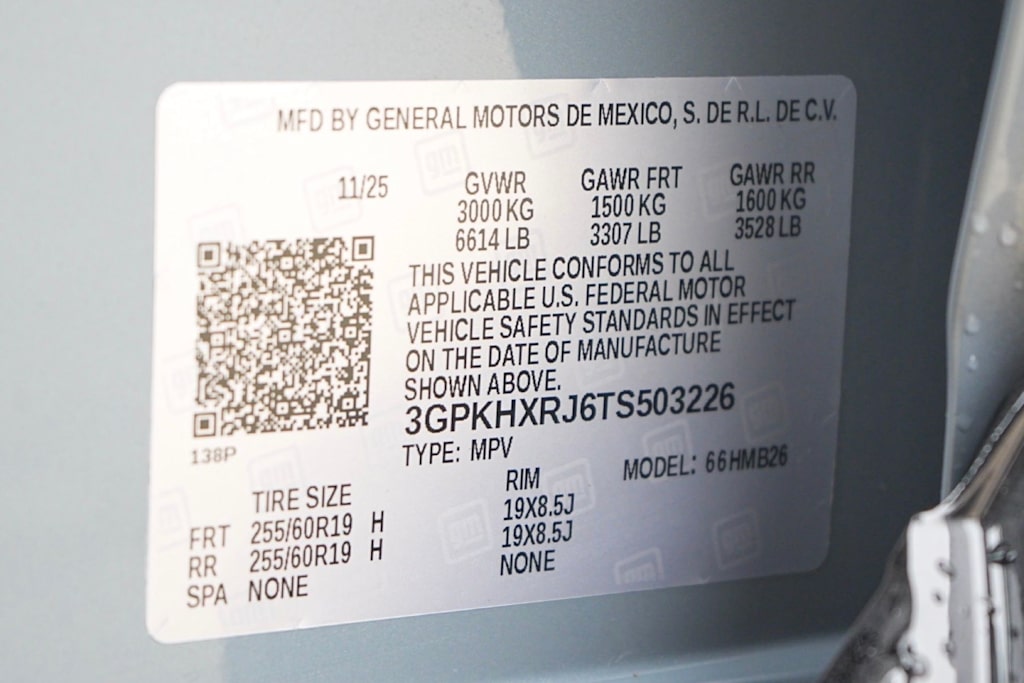 MFD BY GENERAL MOTORS DE MEXICO, S. DE R.L. DE C.V.
11/25 GVWR GAWR FRT GAWR RR
3000 KG 1500 KG 1600 KG
6614 LB 3307 LB 3528 LB
THIS VEHICLE CONFORMS TO ALL
APPLICABLE U.S. FEDERAL MOTOR
VEHICLE SAFETY STANDARDS IN EFFECT
ON THE DATE OF MANUFACTURE
SHOWN ABOVE.
3GPKHXRJ6TS503226
138P
TYPE: MPV MODEL: 66HMB26
TIRE SIZE RIM
FRT 255/60R19 H 19X8.5J
RR 255/60R19 H 19X8.5J
SPA NONE NONE